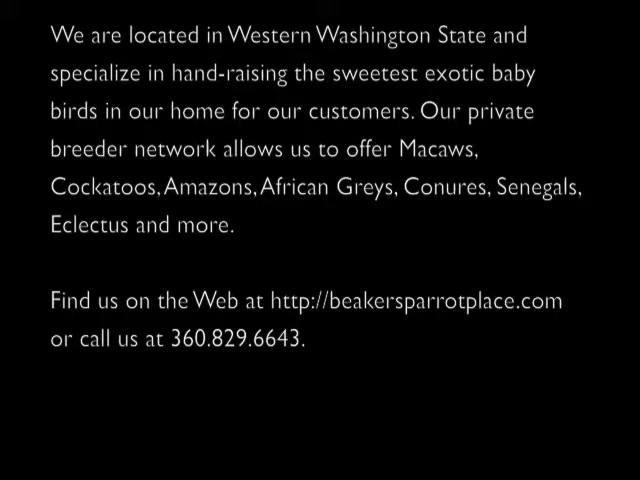 We are located in Western Washington State and
specialize in hand-raising the sweetest exotic baby
birds in our home for our customers. Our private
breeder network allows us to offer Macaws,
Cockatoos, Amazons, African Greys, Conures, Senegals,
Eclectus and more.
Find us on the Web at http://beakersparrotplace.com
or call us at 360.829.6643.